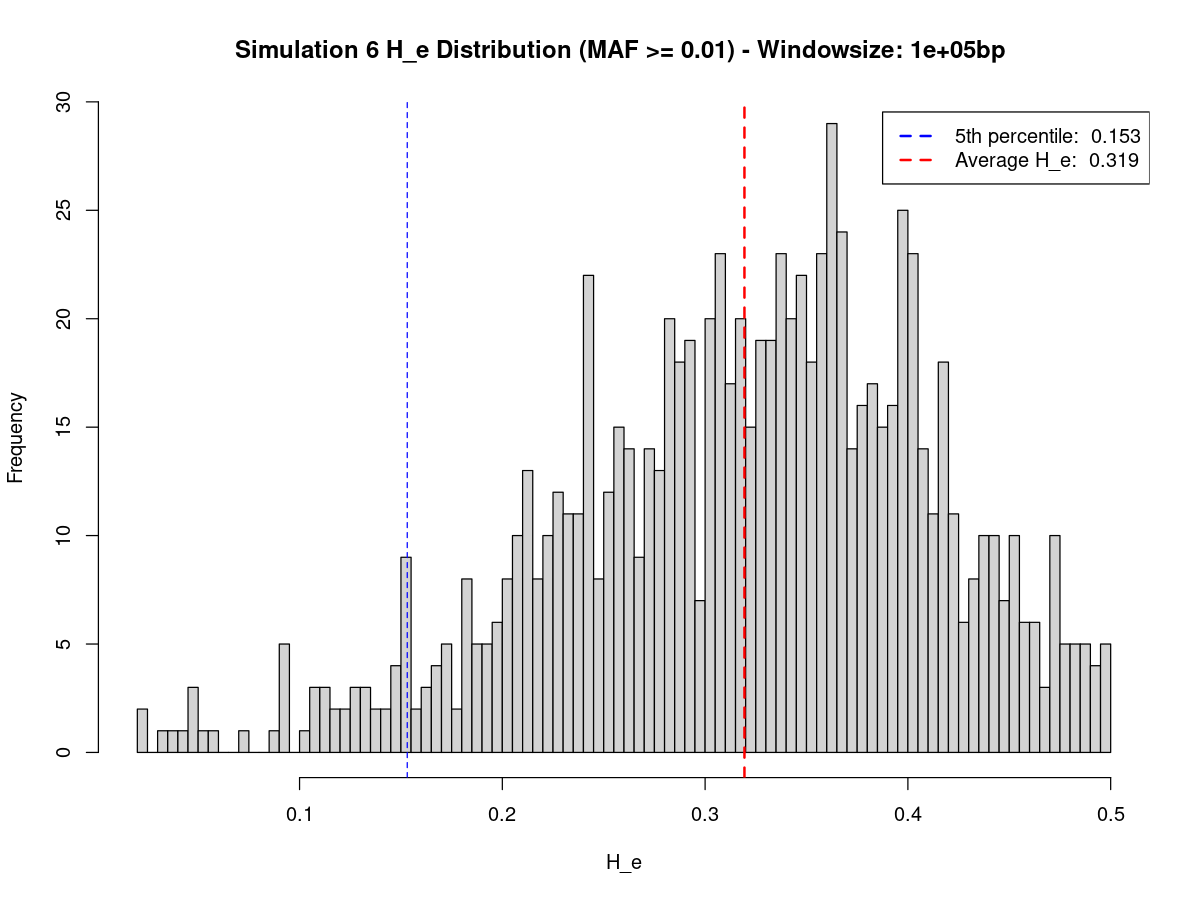 Simulation 6 H_e Distribution (MAF >= 0.01) - Windowsize: 1e+05bp
5th percentile:  0.153
Average H_e:  0.319
Frequency
30
25
20
15
10
5
0
0.1 0.2 0.3 0.4 0.5
H_e